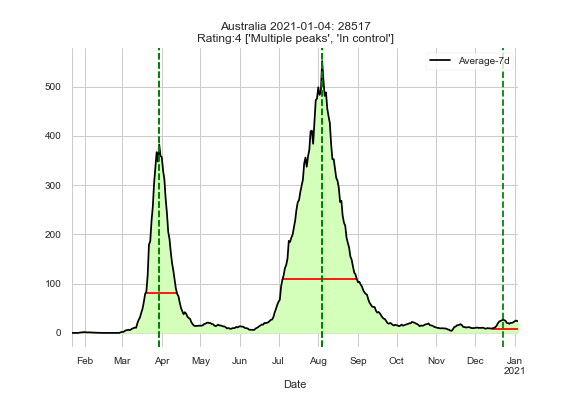 Australia 2021-01-04: 28517
Rating:4 ['Multiple peaks', 'In control']
Average-7d
500
400
300
200
100
0
Feb Mar Apr May Jun Jul Aug Sep Oct Nov Dec Jan
2021
Date